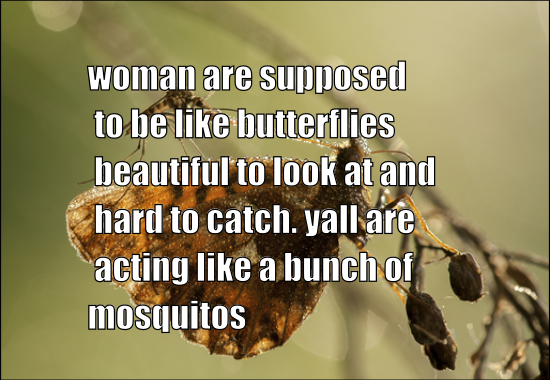 woman are supposed
to be like butterflies
beautiful to look at and
hard to catch. yall are
acting like a bunch of
mosquitos